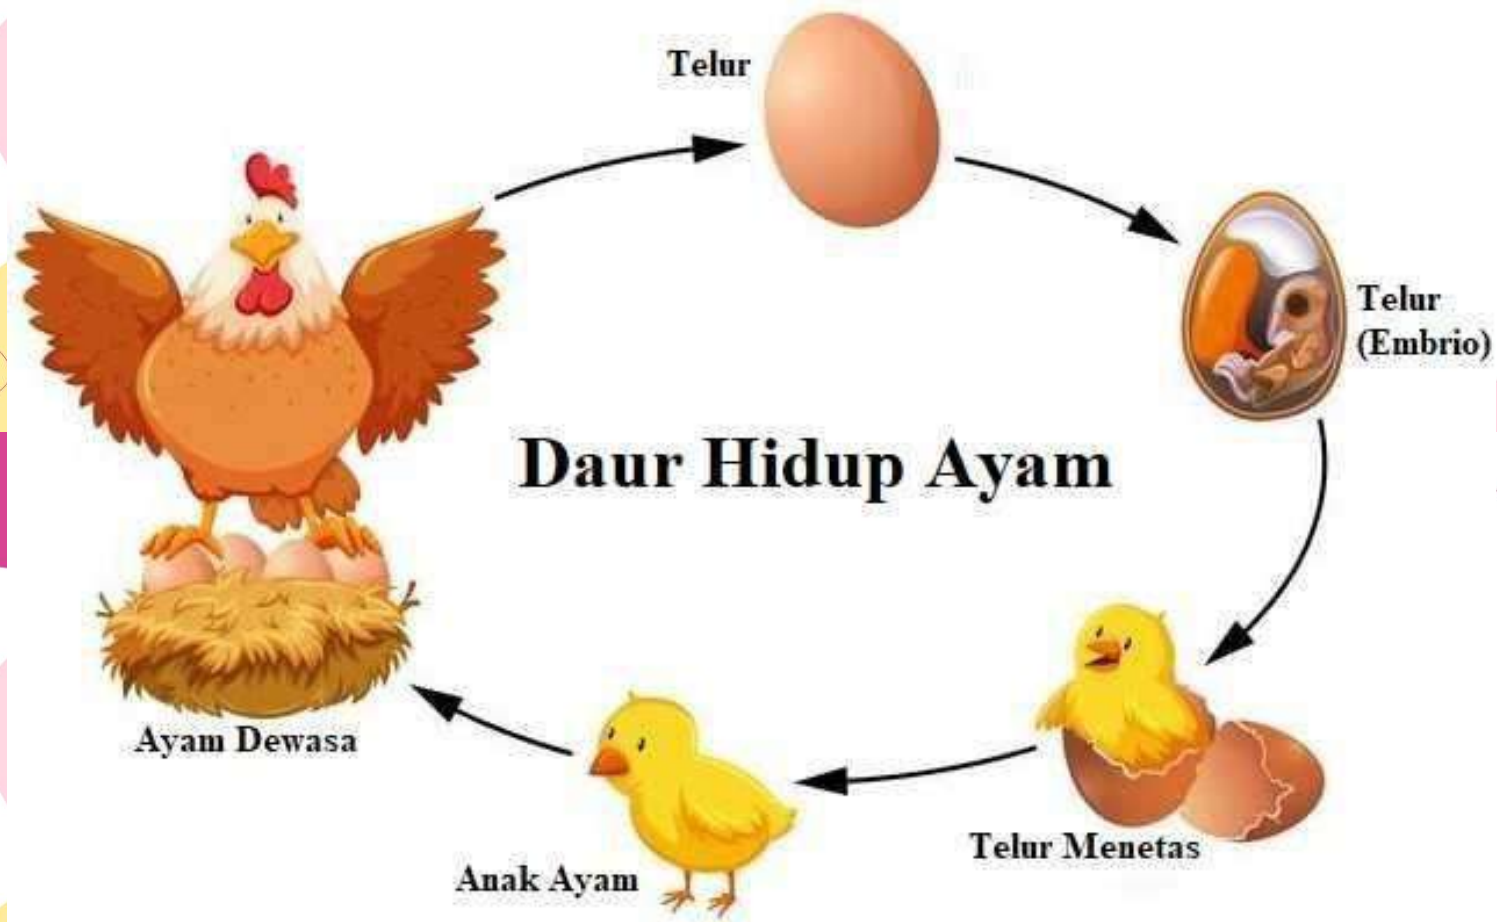 Telur
Telur
(Embrio)
Daur Hidup Ayam
Ayam Dewasa
Telur Menetas
Anak Ayam